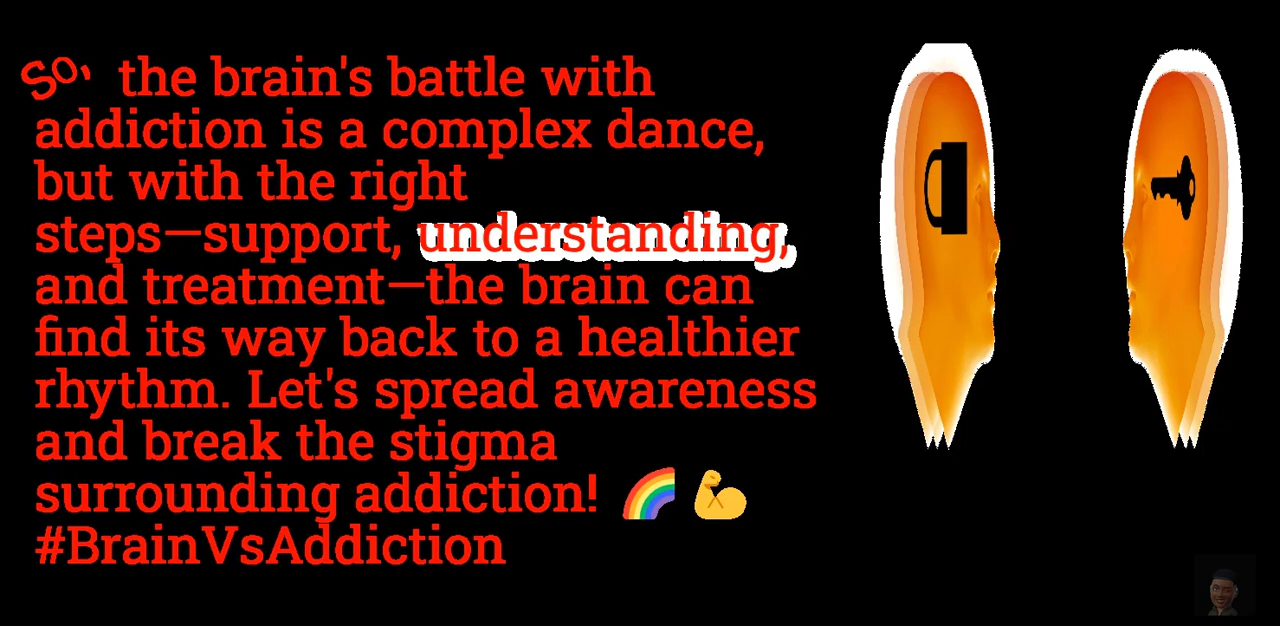 So, the brain's battle with
addiction is a complex dance,
but with the right
steps—support, understanding,
and treatment—the brain can
find its way back to a healthier
rhythm. Let's spread awareness
and break the stigma
surrounding addiction! 🌈 💪
#BrainVsAddiction